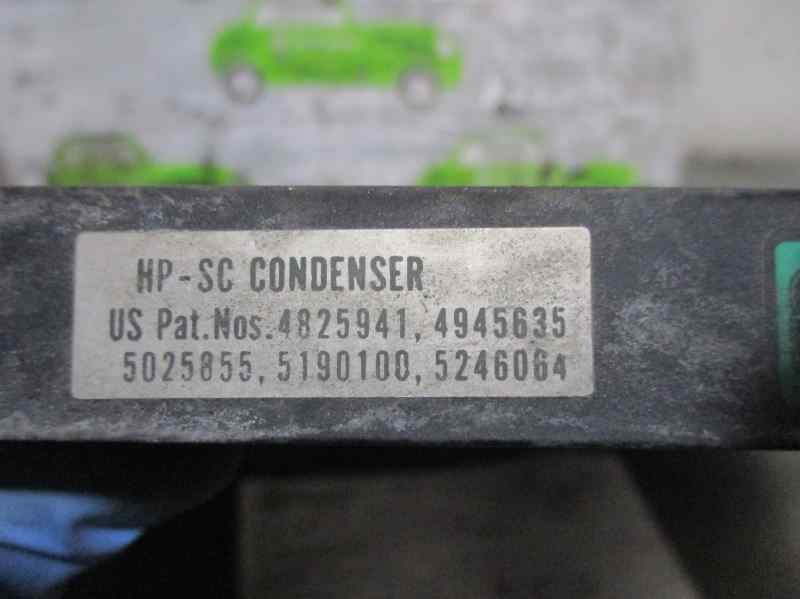 HP-SC CONDENSER
US Pat.Nos.4825941, 4945635
5025855, 5190100, 5246064